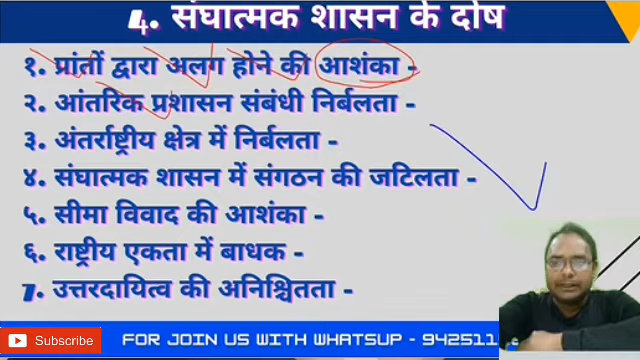 4. संघात्मक शासन के दोष
१. प्रांतों द्वारा अलग होने की आशंका -
२. आंतरिक प्रशासन संबंधी निर्बलता -
३. अंतर्राष्ट्रीय क्षेत्र में निर्बलता -
४. संघात्मक शासन में संगठन की जटिलता -
५. सीमा विवाद की आशंका -
६. राष्ट्रीय एकता में बाधक -
7. उत्तरदायित्व की अनिश्चितता -
Subscribe
FOR JOIN US WITH WHATSUP - 942511